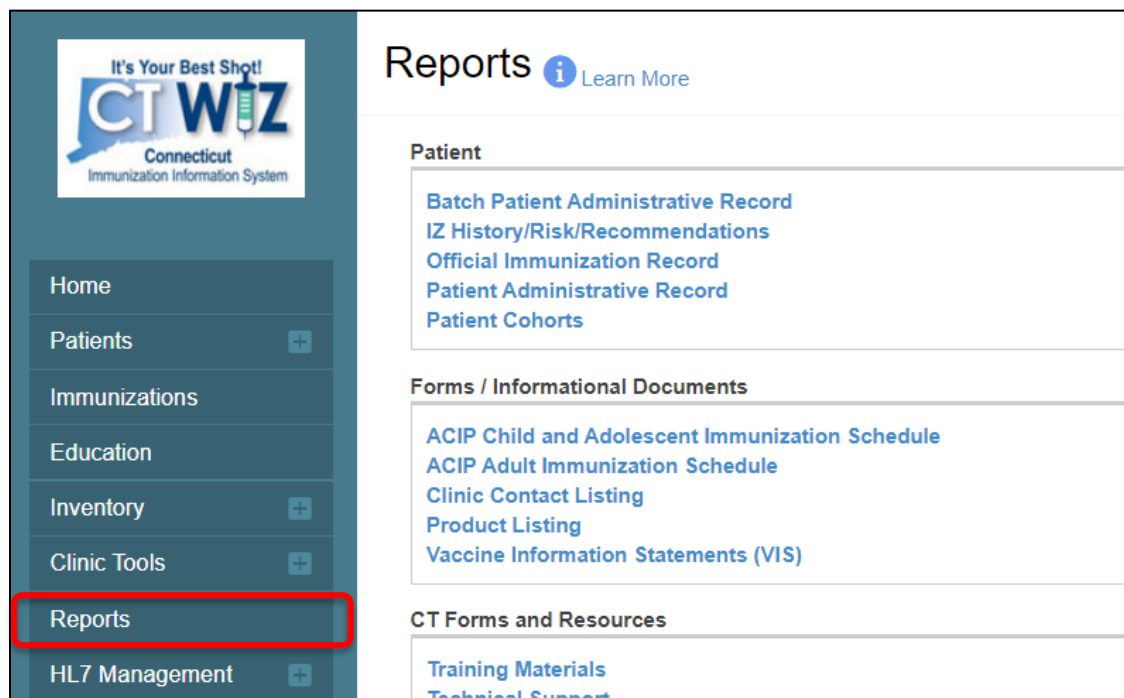 It's Your Best Shot!
CT WiZ
Connecticut
Immunization Information System
Home
Patients
Immunizations
Education
Inventory
Clinic Tools
Reports
HL7 Management
Reports
Learn More
Patient
Batch Patient Administrative Record
IZ History/Risk/Recommendations
Official Immunization Record
Patient Administrative Record
Patient Cohorts
Forms / Informational Documents
ACIP Child and Adolescent Immunization Schedule
ACIP Adult Immunization Schedule
Clinic Contact Listing
Product Listing
Vaccine Information Statements (VIS)
CT Forms and Resources
Training Materials
Technical Support